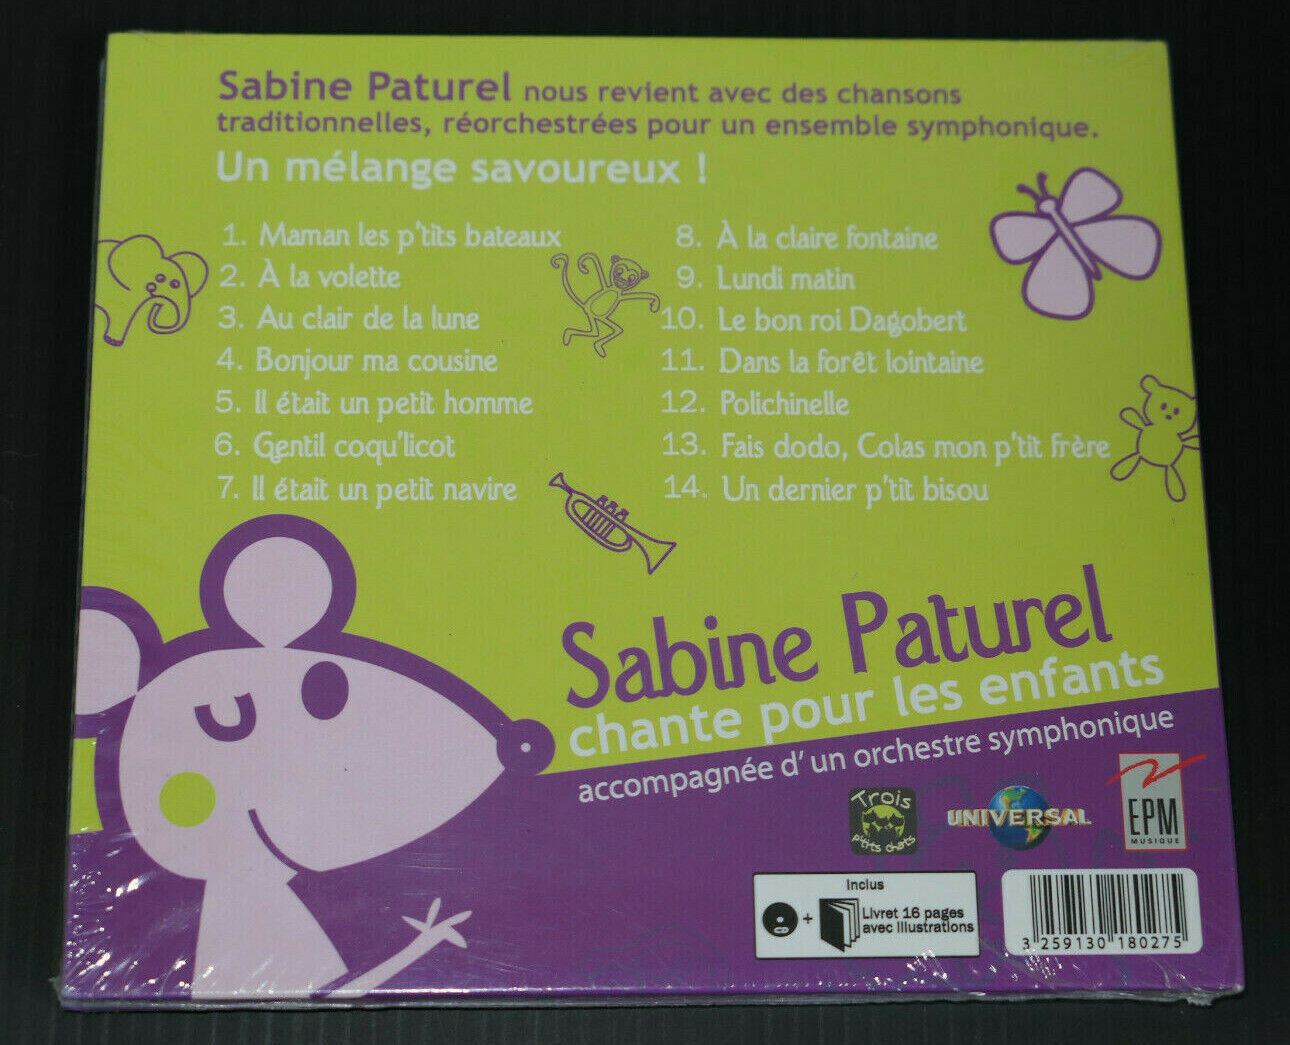 Sabine Paturel nous revient avec des chansons
traditionnelles, réorchestrées pour un ensemble symphonique.
Un mélange savoureux !
1. Maman les p'tits bateaux
2. À la volette
3. Au clair de la lune
4. Bonjour ma cousine
5. Il était un petit homme
6. Gentil coqu'licot
7. Il était un petit navire
8. À la claire fontaine
9. Lundi matin
10. Le bon roi Dagobert
11. Dans la forêt lointaine
12. Polichinelle
13. Fais dodo, Colas mon p'tit frère
14. Un dernier p'tit bisou
Sabine Paturel
chante pour les enfants
accompagnée d'un orchestre symphonique
Trois
p'tits chats
UNIVERSAL
EPM
MUSIQUE
Inclus
+ Livret 16 pages
avec Illustrations
3 259130 180275